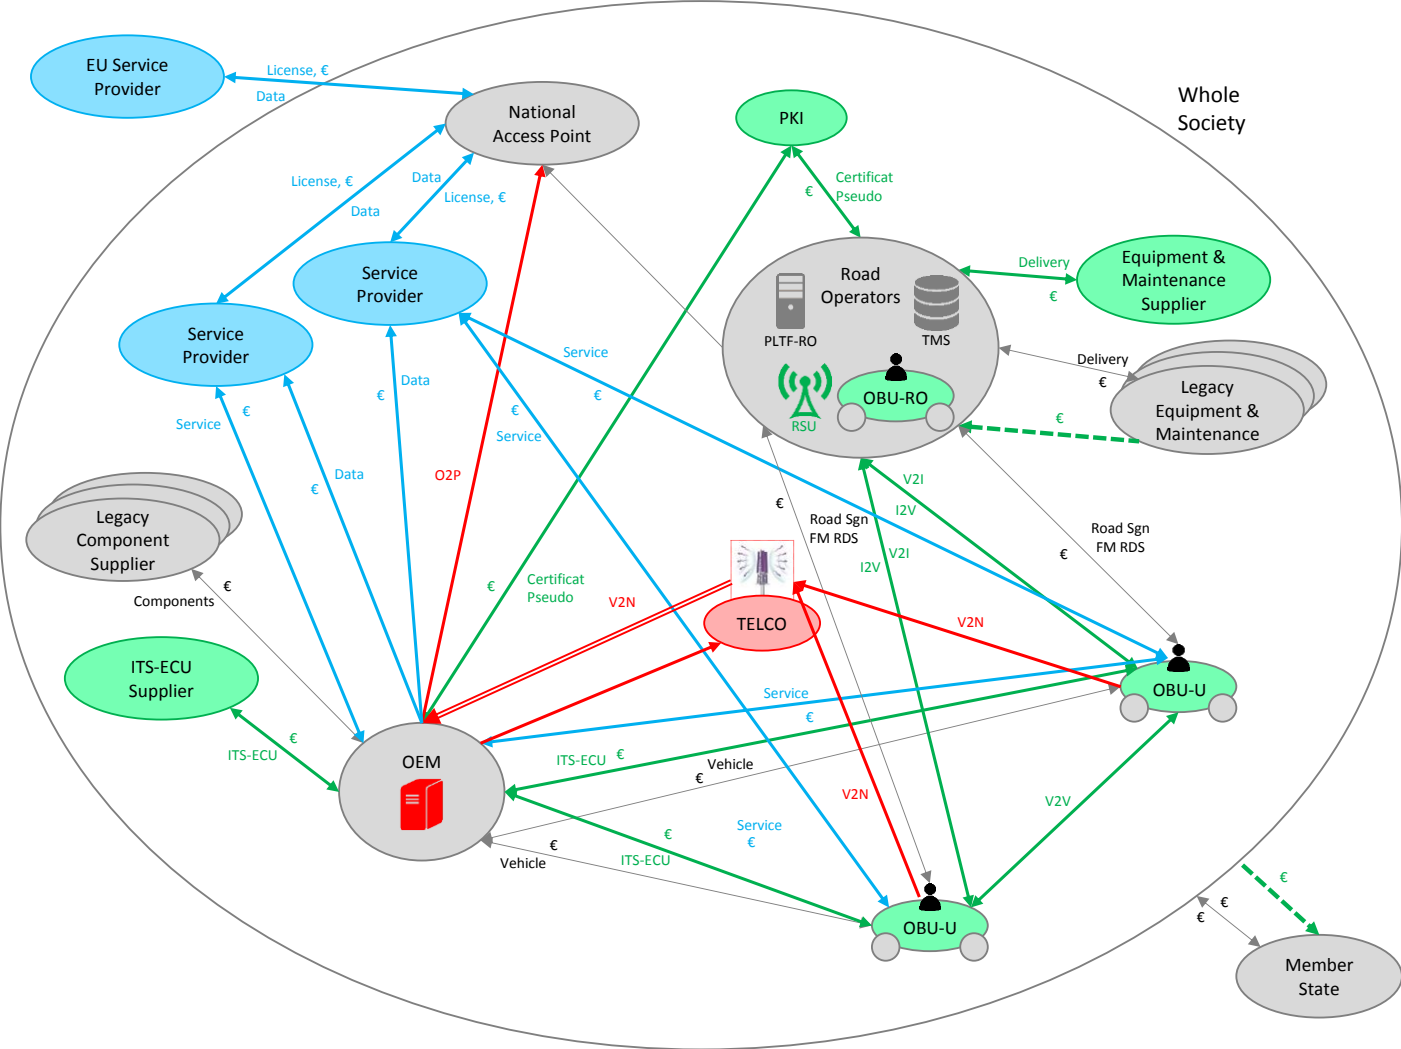 EU Service
Provider
License, €
Data
National
Access Point
PKI
Whole
Society
License, €
Data
Data
License, €
€
Certificat
Pseudo
Service
Provider
Service
Provider
Road
Operators
PLTF-RO
TMS
RSU
OBU-RO
Delivery
€
Equipment &
Maintenance
Supplier
Delivery
€
Legacy
Equipment &
Maintenance
€
Service
€
€
Data
€
Service
€
Service
€
Data
O2P
V2I
I2V
€
Road Sgn
FM RDS
V2I
I2V
Road Sgn
FM RDS
€
Legacy
Component
Supplier
€
Components
€
Certificat
Pseudo
V2N
TELCO
V2N
ITS-ECU
Supplier
€
ITS-ECU
OEM
OBU-U
Service
€
ITS-ECU
€
Vehicle
€
V2N
V2V
€
Vehicle
€
ITS-ECU
Service
€
OBU-U
€
€
€
Member
State